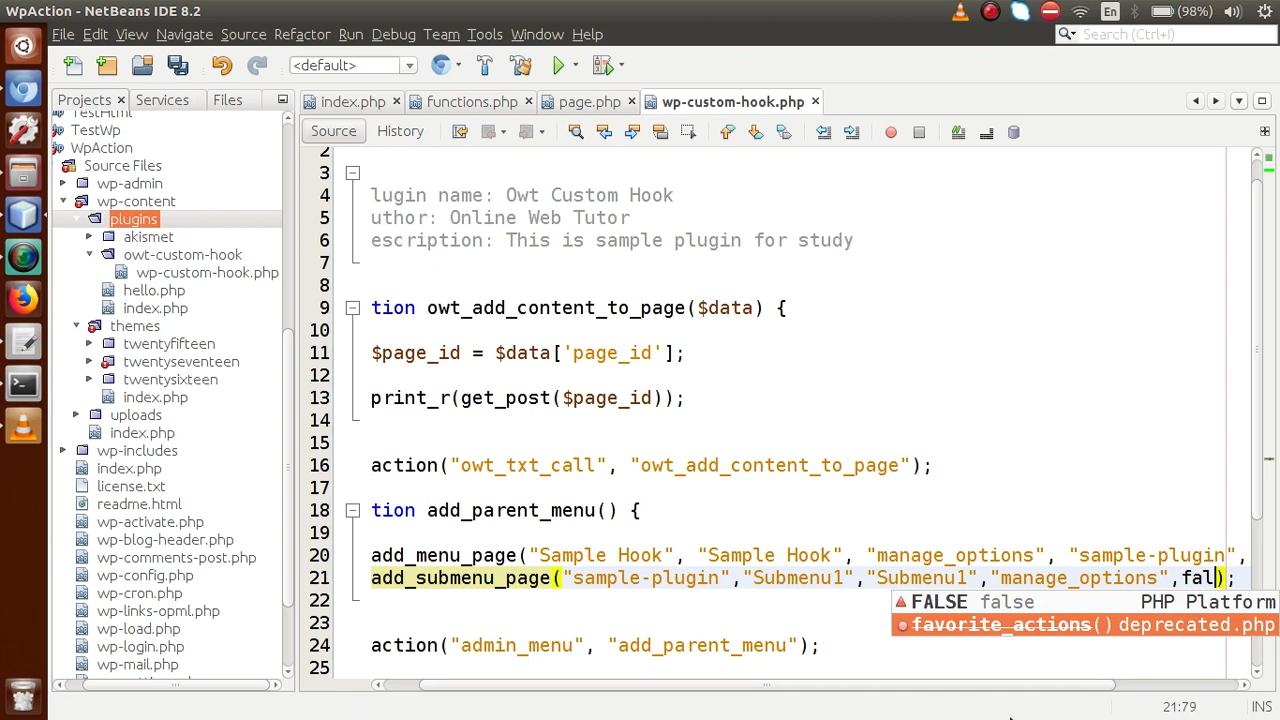 WpAction - NetBeans IDE 8.2
En
(98%)
File Edit View Navigate Source Refactor Run Debug Team Tools Window Help
Search (Ctrl+I)
<default>
Projects
Services
Files
index.php
functions.php
page.php
wp-custom-hook.php
Source
History
TestHtml
TestWp
WpAction
Source Files
wp-admin
wp-content
plugins
akismet
owt-custom-hook
wp-custom-hook.php
hello.php
index.php
themes
twentyfifteen
twentyseventeen
twentysixteen
index.php
uploads
index.php
wp-includes
index.php
license.txt
readme.html
wp-activate.php
wp-blog-header.php
wp-comments-post.php
wp-config.php
wp-cron.php
wp-links-opml.php
wp-load.php
wp-login.php
wp-mail.php
2
3
4 lugin name: Owt Custom Hook
5 uthor: Online Web Tutor
6 escription: This is sample plugin for study
7
8
9 tion owt_add_content_to_page($data) {
10
11 $page_id = $data['page_id'];
12
13 print_r(get_post($page_id));
14
15
16 action("owt_txt_call", "owt_add_content_to_page");
17
18 tion add_parent_menu() {
19
20 add_menu_page("Sample Hook", "Sample Hook", "manage_options", "sample-plugin",
21 add_submenu_page("sample-plugin","Submenu1","Submenu1","manage_options",fal);
22
FALSE false PHP Platform
favorite_actions() deprecated.php
23
24 action("admin_menu", "add_parent_menu");
25
21:79
INS